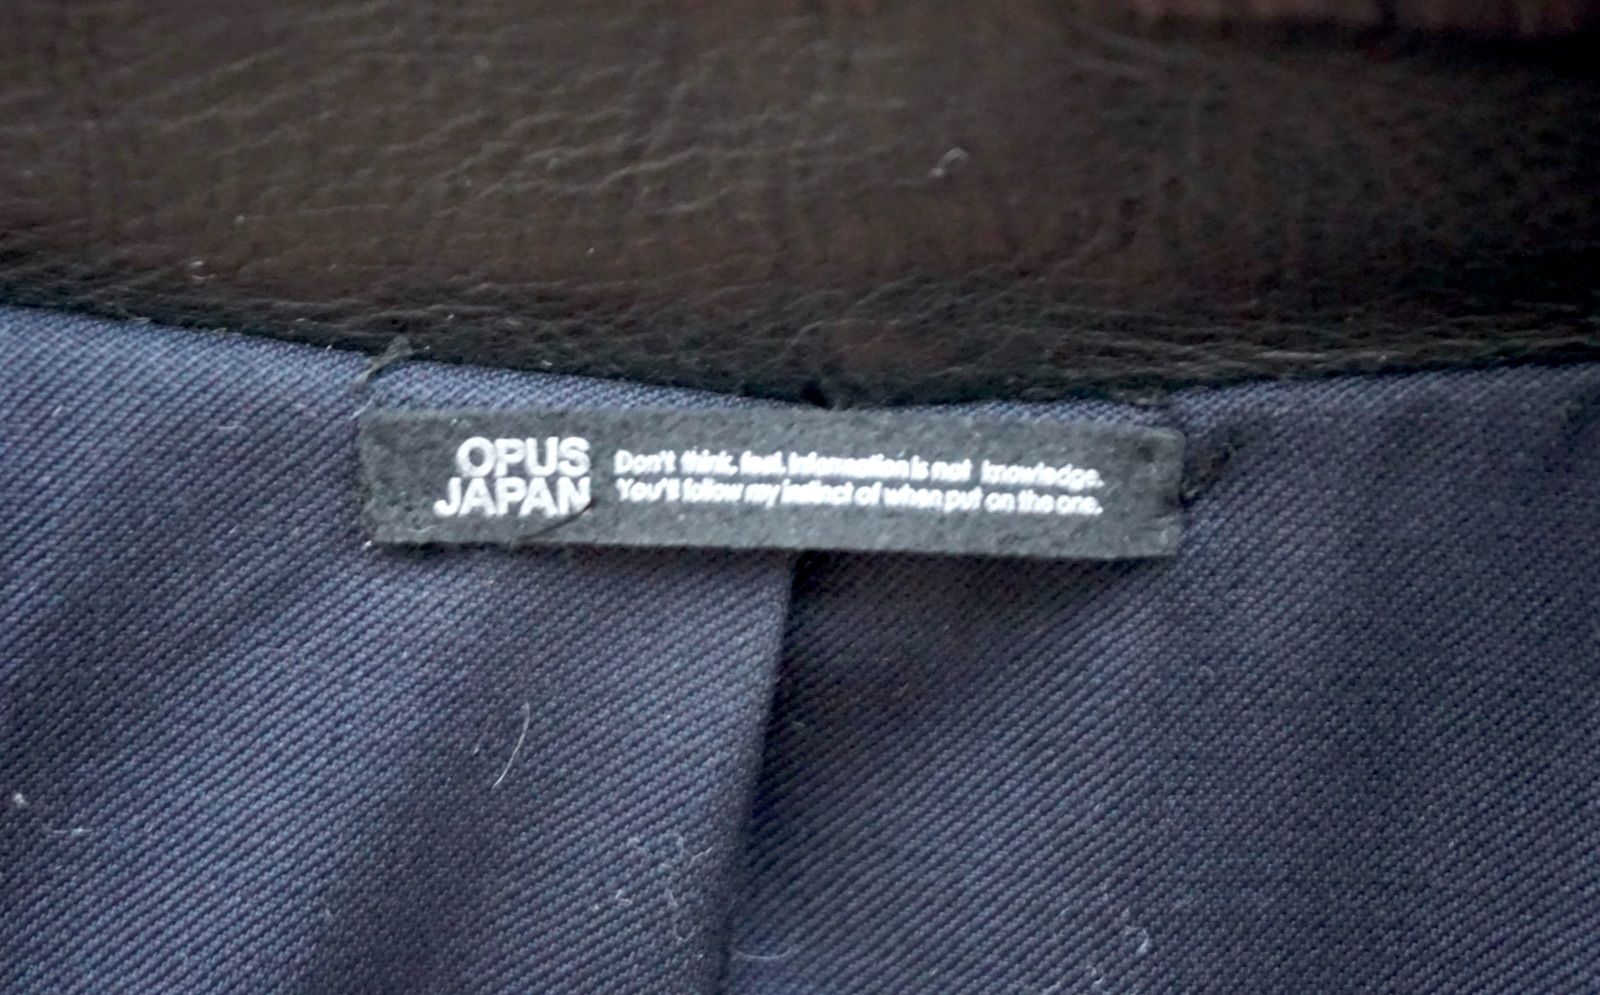 OPUS
JAPAN
Don't think. feel. Information is not knowledge.
You'll follow my instinct of when put on the one.